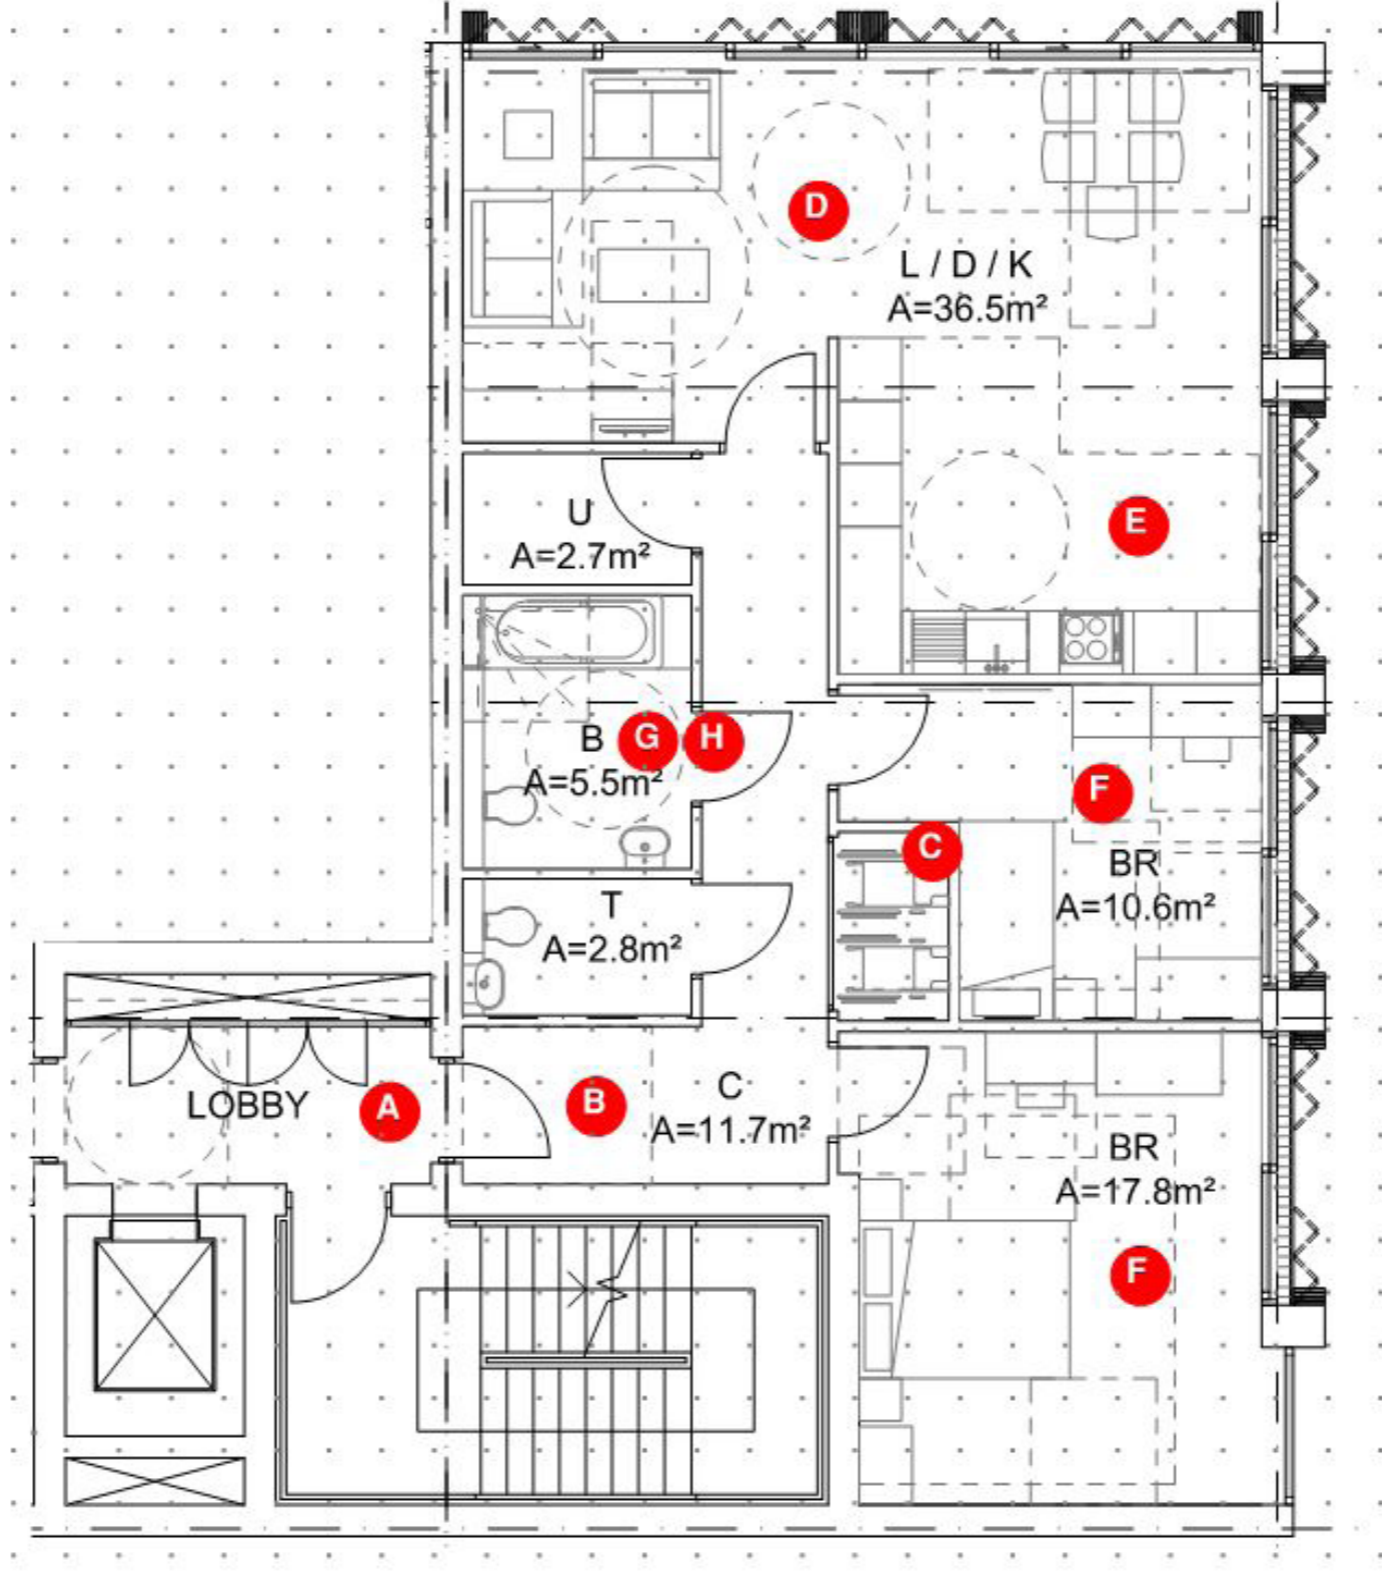 D
L / D / K
A=36.5m²
U
A=2.7m²
E
B
G
H
A=5.5m²
F
C
BR
A=10.6m²
T
A=2.8m²
LOBBY
A
B
C
A=11.7m²
BR
A=17.8m²
F